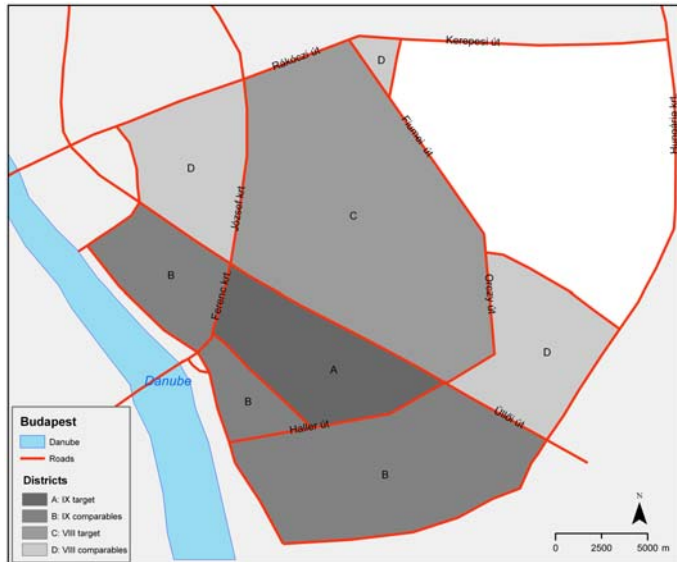 Rákóczi út
Kerepesi út
D
Fiumei út
Hungária krt.
D
József krt.
C
B
Ferenc krt.
Orczy út
D
A
Danube
B
Haller út
Üllői út
B
Budapest
Danube
Roads
Districts
A: IX target
B: IX comparables
C: VIII target
D: VIII comparables
N
0 2500 5000 m